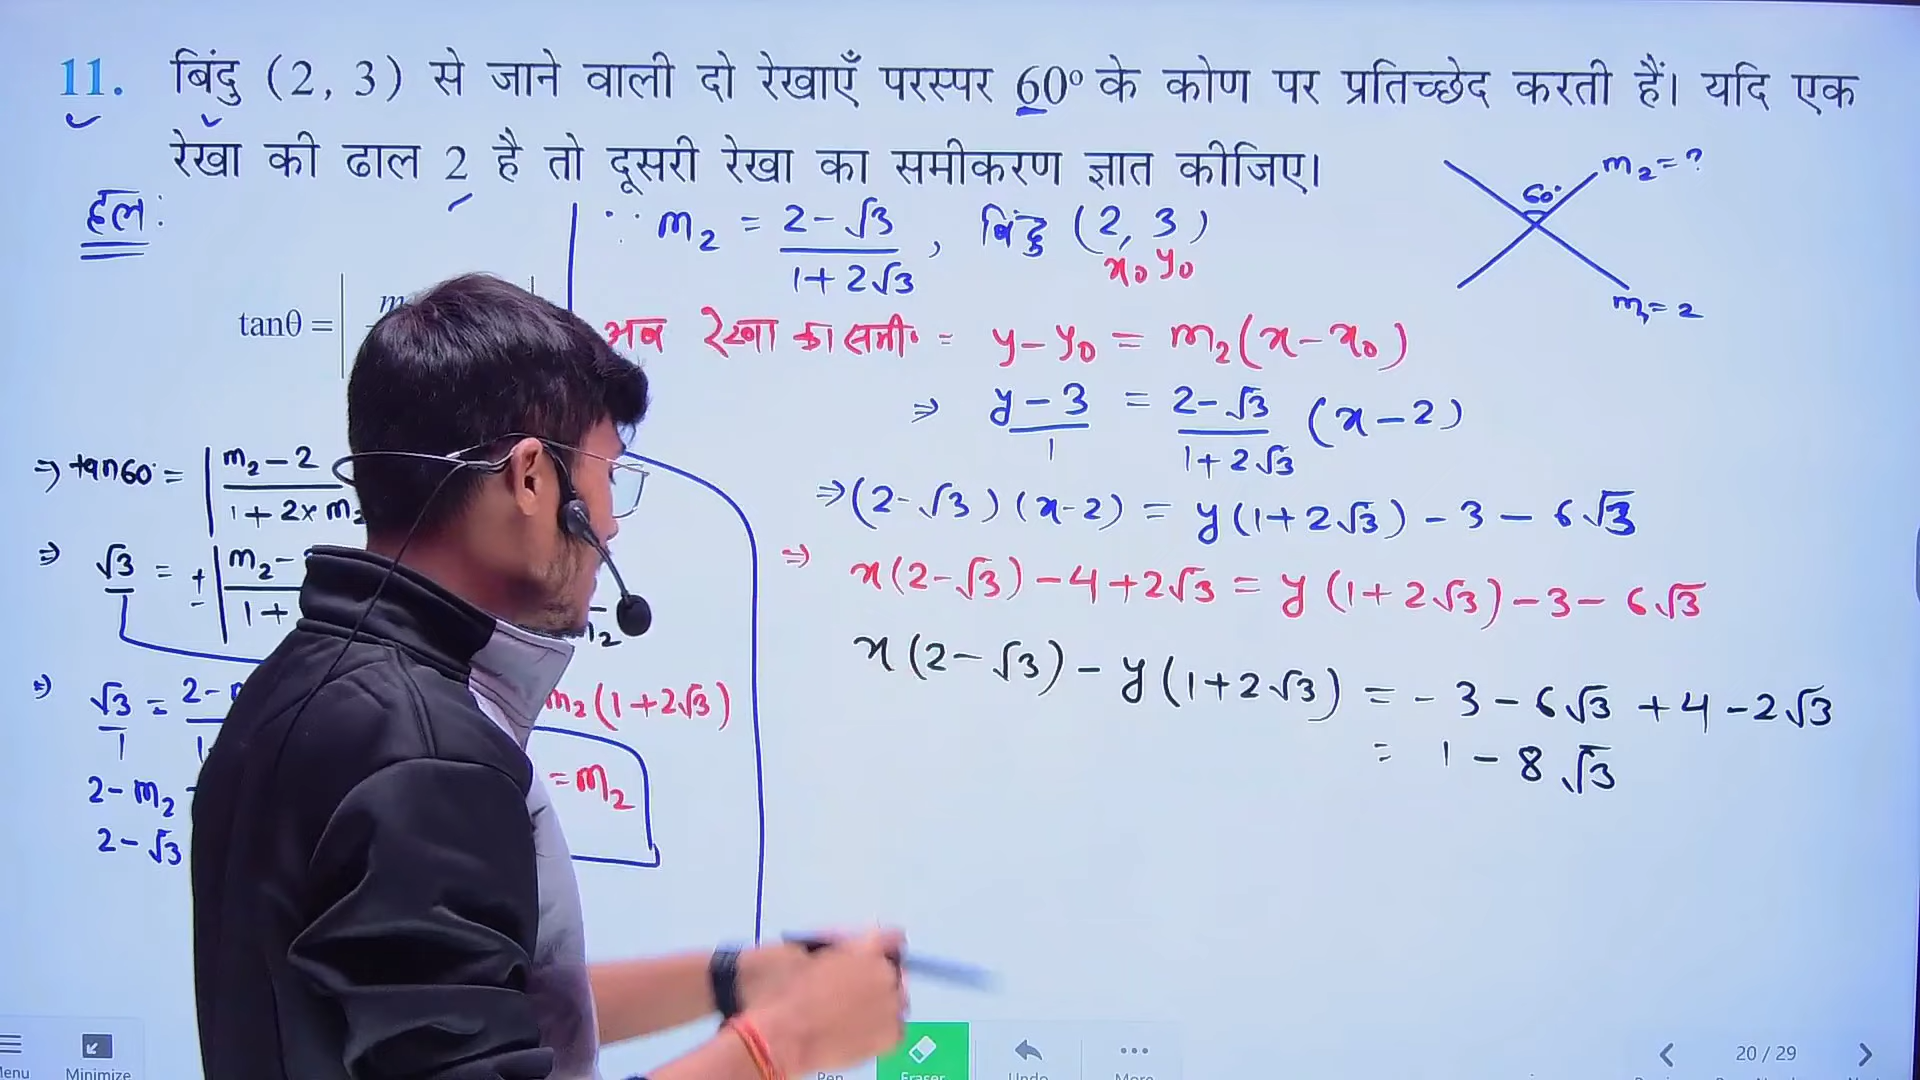 11. बिंदु (2, 3) से जाने वाली दो रेखाएँ परस्पर 60° के कोण पर प्रतिच्छेद करती हैं। यदि एक
रेखा की ढाल 2 है तो दूसरी रेखा का समीकरण ज्ञात कीजिए।
हल:
tanθ = |
⇒ tan60° = | m₂ - 2 / 1 + 2×m₂
⇒ √3 = ± | m₂ - / 1 +
⇒ √3 / 1 = 2 -
m₂(1+2√3)
2 - m₂
= m₂
2 - √3
∵ m₂ = 2-√3 / 1+2√3 , बिंदु (2, 3)
x₀ y₀
अब रेखा का समी॰ = y - y₀ = m₂(x - x₀)
⇒ y - 3 / 1 = 2-√3 / 1+2√3 (x - 2)
⇒ (2-√3)(x-2) = y(1+2√3) - 3 - 6√3
⇒ x(2-√3) - 4 + 2√3 = y(1+2√3) - 3 - 6√3
x(2-√3) - y(1+2√3) = - 3 - 6√3 + 4 - 2√3
= 1 - 8√3
60°
m₂ = ?
m₁ = 2
Minimize
20 / 29